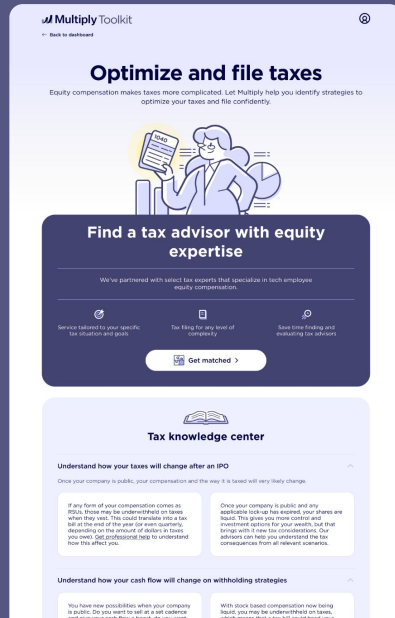 Multiply Toolkit
← Back to dashboard
Optimize and file taxes
Equity compensation makes taxes more complicated. Let Multiply help you identify strategies to
optimize your taxes and file confidently.
1040
Find a tax advisor with equity
expertise
We've partnered with select tax experts that specialize in tech employee
equity compensation.
Service tailored to your specific
tax situation and goals
Tax filing for any level of
complexity
Save time finding and
evaluating tax advisors
Get matched >
Tax knowledge center
Understand how your taxes will change after an IPO
Once your company is public, your compensation and the way it is taxed will very likely change.
If any form of your compensation comes as
RSUs, those may be underwithheld on taxes
when they vest. This could translate into a tax
bill at the end of the year (or even quarterly,
depending on the amount of dollars in taxes
you owe). Get professional help to understand
how this effect you.
Once your company is public and any
applicable lock-up has expired, your shares are
liquid. This gives you more control and
investment options for your wealth, but that
brings with it new tax considerations. Our
advisors can help you understand the tax
consequences from all relevant scenarios.
Understand how your cash flow will change on withholding strategies
You have new possibilities when your company
is public. Do you want to sell at a set cadence
With stock based compensation now being
liquid, you may be underwithheld on taxes,